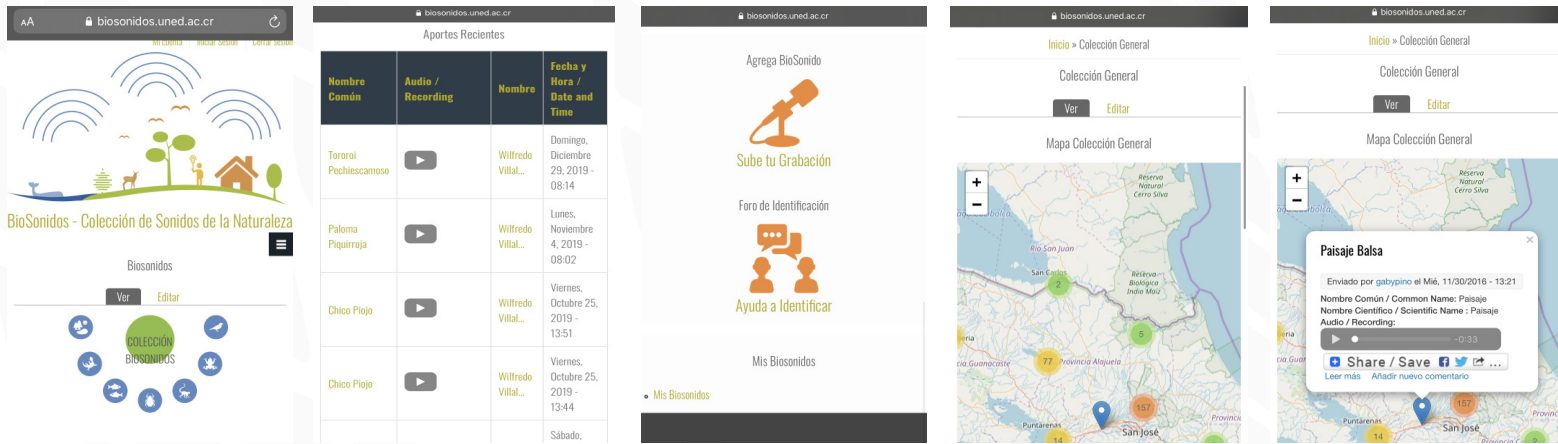 AA biosonidos.uned.ac.cr
Mi cuenta Iniciar Sesión Cerrar sesión
BioSonidos - Colección de Sonidos de la Naturaleza
Biosonidos
Ver Editar
COLECCIÓN
BIOSONIDOS
biosonidos.uned.ac.cr
Aportes Recientes
Nombre Común Audio / Recording Nombre Fecha y Hora / Date and Time
Tororoi Pechiescamoso Wilfredo Villal... Domingo, Diciembre 29, 2019 - 08:14
Paloma Piquirroja Wilfredo Villal... Lunes, Noviembre 4, 2019 - 08:02
Chico Piojo Wilfredo Villal... Viernes, Octubre 25, 2019 - 13:51
Chico Piojo Wilfredo Villal... Viernes, Octubre 25, 2019 - 13:44
Sábado,
biosonidos.uned.ac.cr
Agrega BioSonido
Sube tu Grabación
Foro de Identificación
Ayuda a Identificar
Mis Biosonidos
Mis Biosonidos
biosonidos.uned.ac.cr
Inicio » Colección General
Colección General
Ver Editar
Mapa Colección General
+
−
Reserva
Natural
Cerro Silva
Río San Juan
San Carlos
2
Reserva
Biológica
Indio Maíz
5
77
Provincia Alajuela
157
Puntarenas
San José
14
biosonidos.uned.ac.cr
Inicio » Colección General
Colección General
Ver Editar
Mapa Colección General
+
−
Reserva
Natural
Cerro Silva
Paisaje Balsa
×
Enviado por gabypino el Mié, 11/30/2016 - 13:21
Nombre Común / Common Name: Paisaje
Nombre Científico / Scientific Name : Paisaje
Audio / Recording:
-0:33
Share / Save ...
Leer más Añadir nuevo comentario
157
Puntarenas
San José
14
2